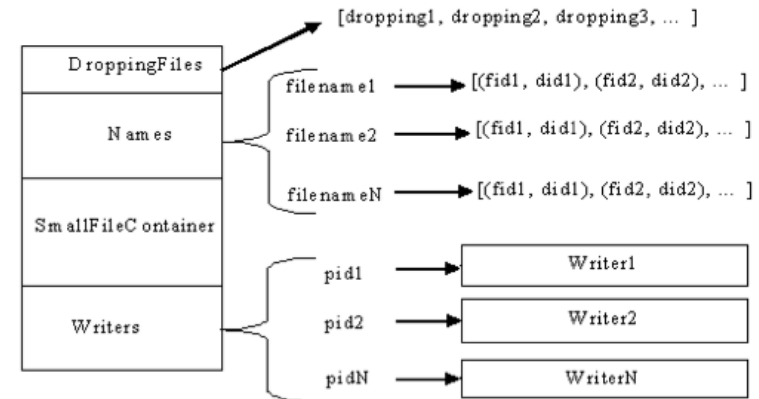 [dropping1, dropping2, dropping3, ... ]
DroppingFiles
filename1 [(fid1, did1), (fid2, did2), ... ]
Names
filename2 [(fid1, did1), (fid2, did2), ... ]
filenameN [(fid1, did1), (fid2, did2), ... ]
SmallFileContainer
pid1 Writer1
Writers
pid2 Writer2
pidN WriterN